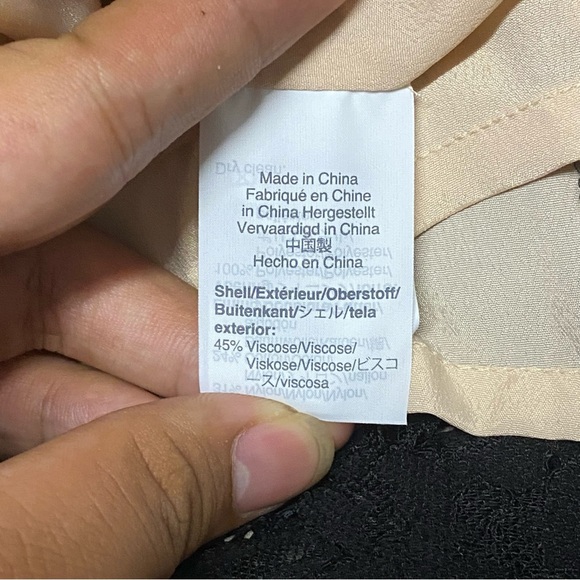 Made in China
Fabriqué en Chine
in China Hergestellt
Vervaardigd in China
中国製
Hecho en China
Shell/Extérieur/Oberstoff/
Buitenkant/シェル/tela
exterior:
45% Viscose/Viscose/
Viskose/Viscose/ビスコ
ース/viscosa